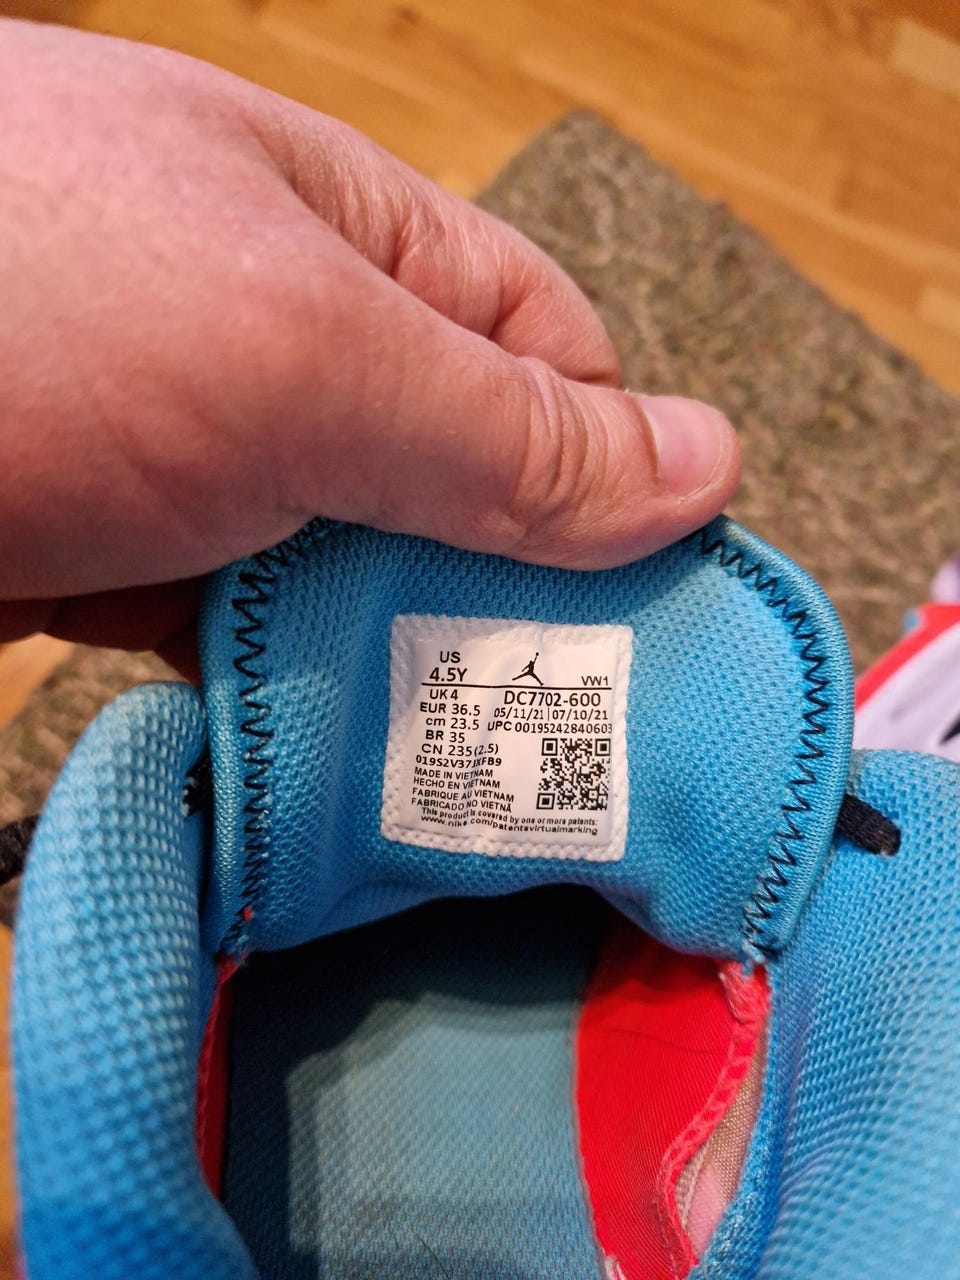 US
4.5Y
VW1
UK 4
DC7702-600
EUR 36.5
05/11/21 | 07/10/21
cm 23.5
UPC 00195242840603
BR 35
CN 235(2.5)
019S2V37JXFB9
MADE IN VIETNAM
HECHO EN VIETNAM
FABRIQUE AU VIETNAM
FABRICADO NO VIETNÃ
This product is covered by one or more patents:
www.nike.com/patentsvirtualmarking